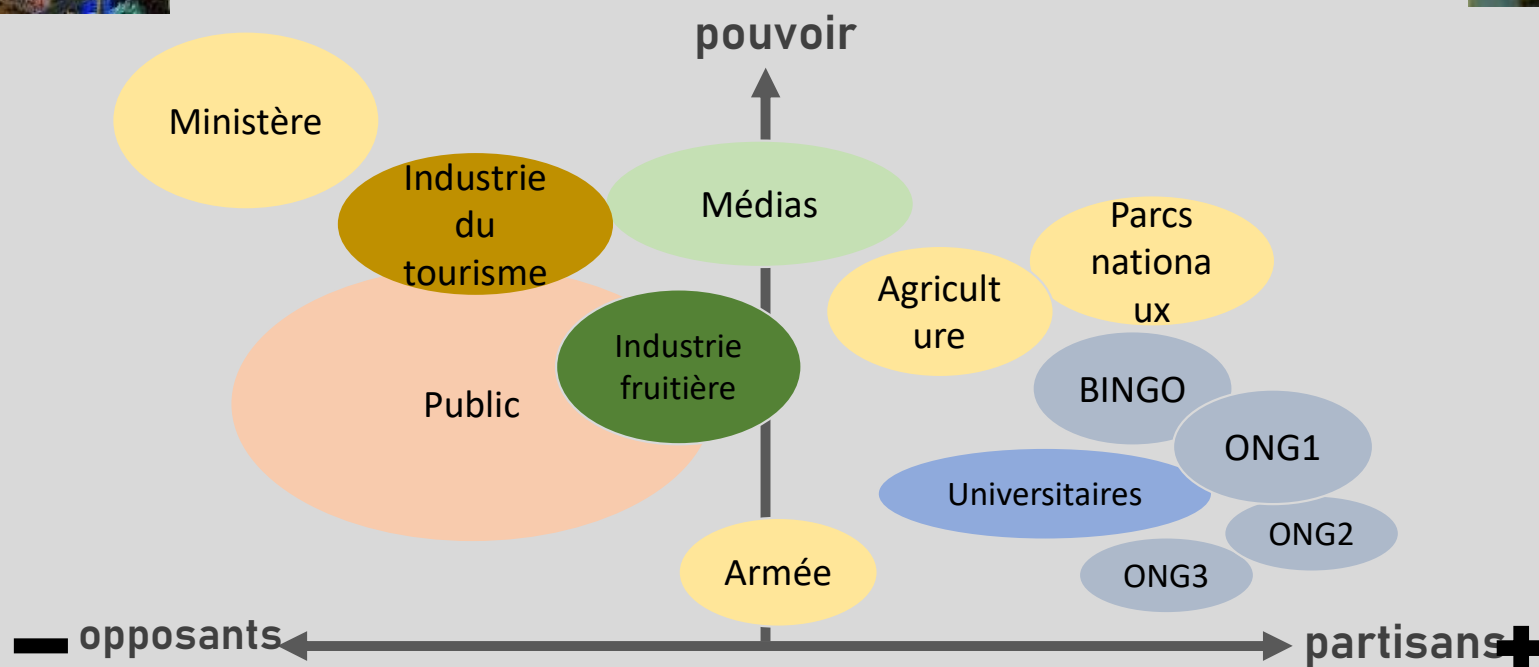 pouvoir
Ministère
Industrie
du
tourisme
Médias
Parcs
nationa
ux
Agricult
ure
Industrie
fruitière
Public
BINGO
ONG1
Universitaires
ONG2
Armée
ONG3
opposants
partisans